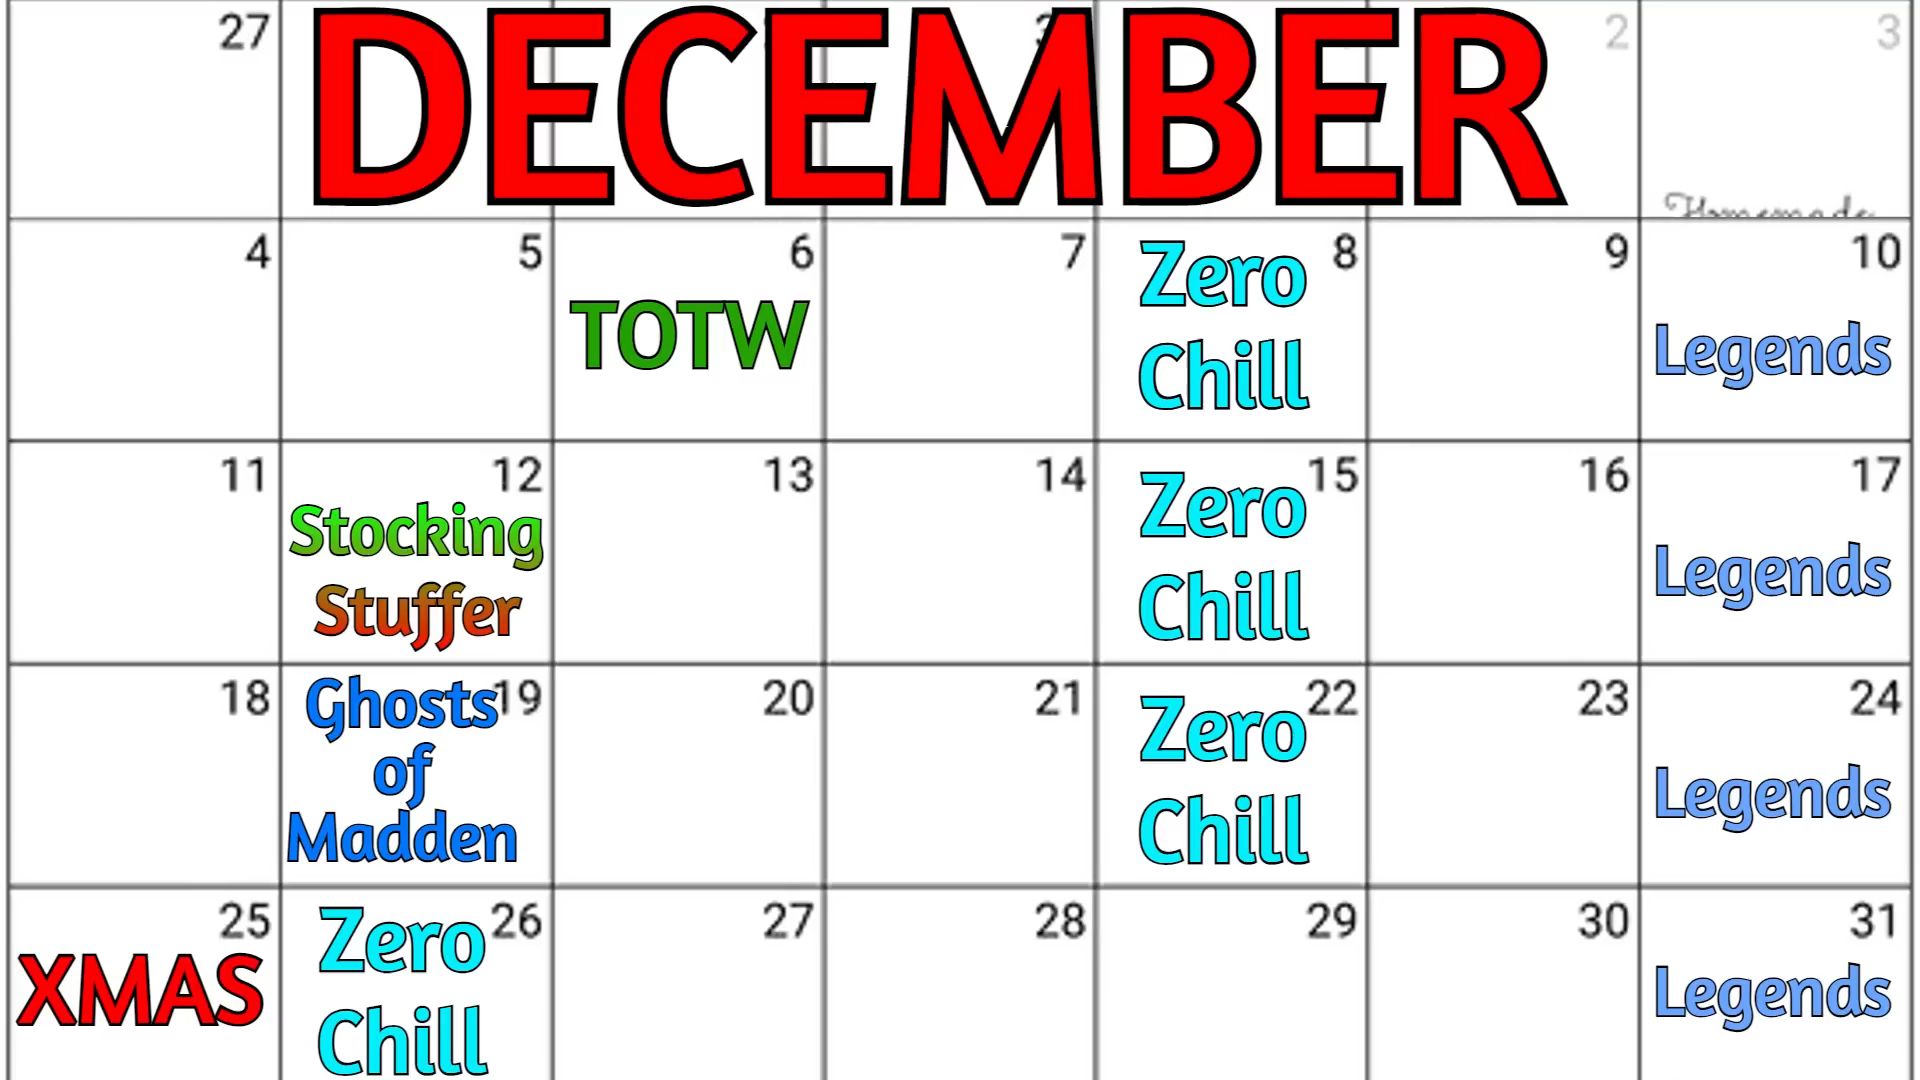 DECEMBER
27
2
3
Homemade
4
5
6
7
8
9
10
TOTW
Zero
Chill
Legends
11
12
13
14
15
16
17
Stocking
Stuffer
Zero
Chill
Legends
18
19
20
21
22
23
24
Ghosts
of
Madden
Zero
Chill
Legends
25
26
27
28
29
30
31
XMAS
Zero
Chill
Legends